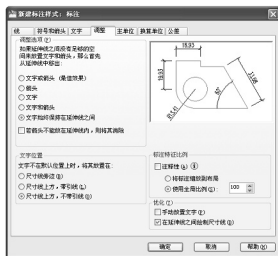 新建标注样式: 标注
线 符号和箭头 文字 调整 主单位 换算单位 公差
调整选项(F)
如果延伸线之间没有足够的空
间来放置文字和箭头，那么首先
从延伸线中移出:
文字或箭头 (最佳效果)
箭头
文字
文字和箭头
文字始终保持在延伸线之间
若箭头不能放在延伸线内，则将其消除
文字位置
文字不在默认位置上时，将其放置在:
尺寸线旁边(B)
尺寸线上方，带引线(L)
尺寸线上方，不带引线(O)
16,93
19,93
60°
标注特征比例
注释性(A)
将标注缩放到布局
使用全局比例(S): 100
优化(T)
手动放置文字(P)
在延伸线之间绘制尺寸线(D)
确定 取消 帮助(H)